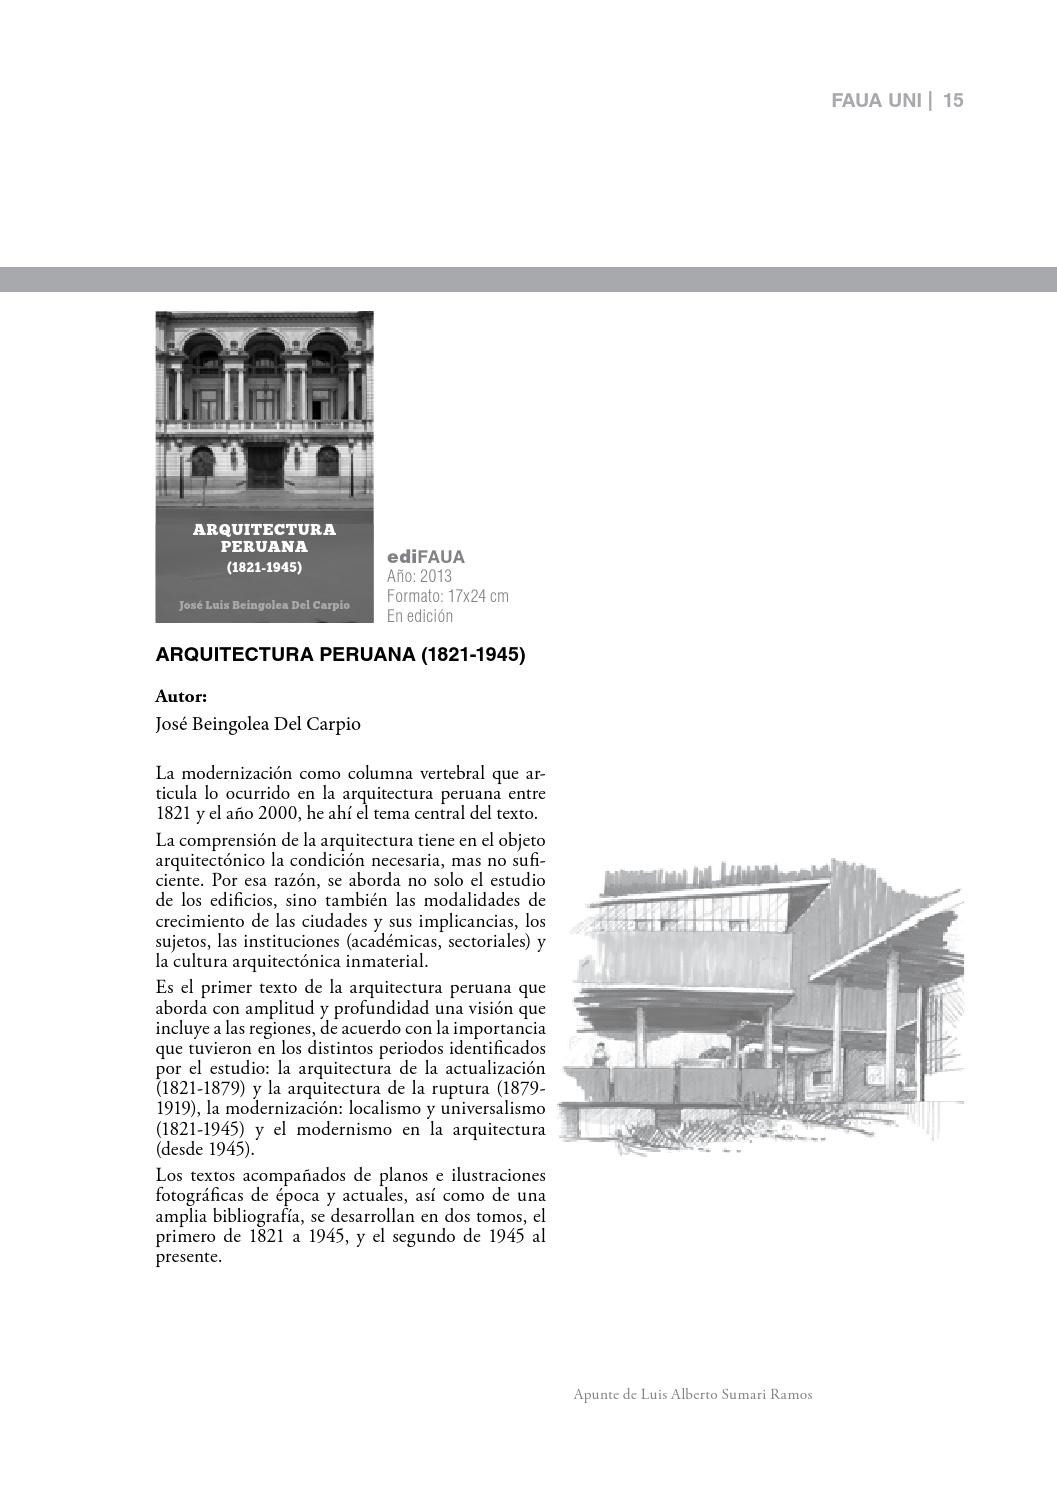 FAUA UNI | 15
ARQUITECTURA
PERUANA
(1821-1945)
José Luis Beingolea Del Carpio
ediFAUA
Año: 2013
Formato: 17x24 cm
En edición
ARQUITECTURA PERUANA (1821-1945)
Autor:
José Beingolea Del Carpio
La modernización como columna vertebral que ar-
ticula lo ocurrido en la arquitectura peruana entre
1821 y el año 2000, he ahí el tema central del texto.
La comprensión de la arquitectura tiene en el objeto
arquitectónico la condición necesaria, mas no sufi-
ciente. Por esa razón, se aborda no solo el estudio
de los edificios, sino también las modalidades de
crecimiento de las ciudades y sus implicancias, los
sujetos, las instituciones (académicas, sectoriales) y
la cultura arquitectónica inmaterial.
Es el primer texto de la arquitectura peruana que
aborda con amplitud y profundidad una visión que
incluye a las regiones, de acuerdo con la importancia
que tuvieron en los distintos periodos identificados
por el estudio: la arquitectura de la actualización
(1821-1879) y la arquitectura de la ruptura (1879-
1919), la modernización: localismo y universalismo
(1821-1945) y el modernismo en la arquitectura
(desde 1945).
Los textos acompañados de planos e ilustraciones
fotográficas de época y actuales, así como de una
amplia bibliografía, se desarrollan en dos tomos, el
primero de 1821 a 1945, y el segundo de 1945 al
presente.
Apunte de Luis Alberto Sumari Ramos